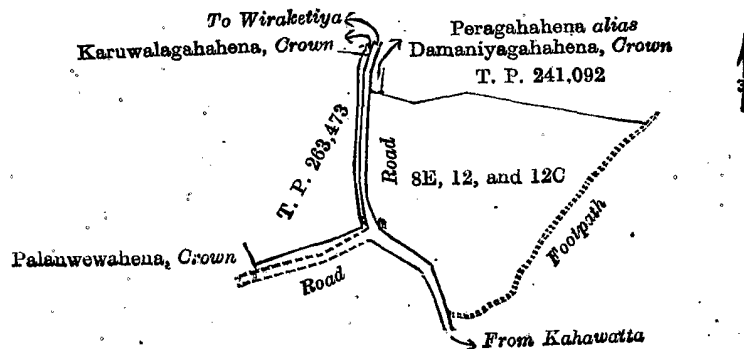 To Wiraketiya
Karuwalagahahena, Crown
Peragahahena alias
Damaniyagahahena, Crown
T. P. 241,092
T. P. 263,473
Road
8E, 12, and 12C
Footpath
Palanwewahena, Crown
Road
From Kahawatta